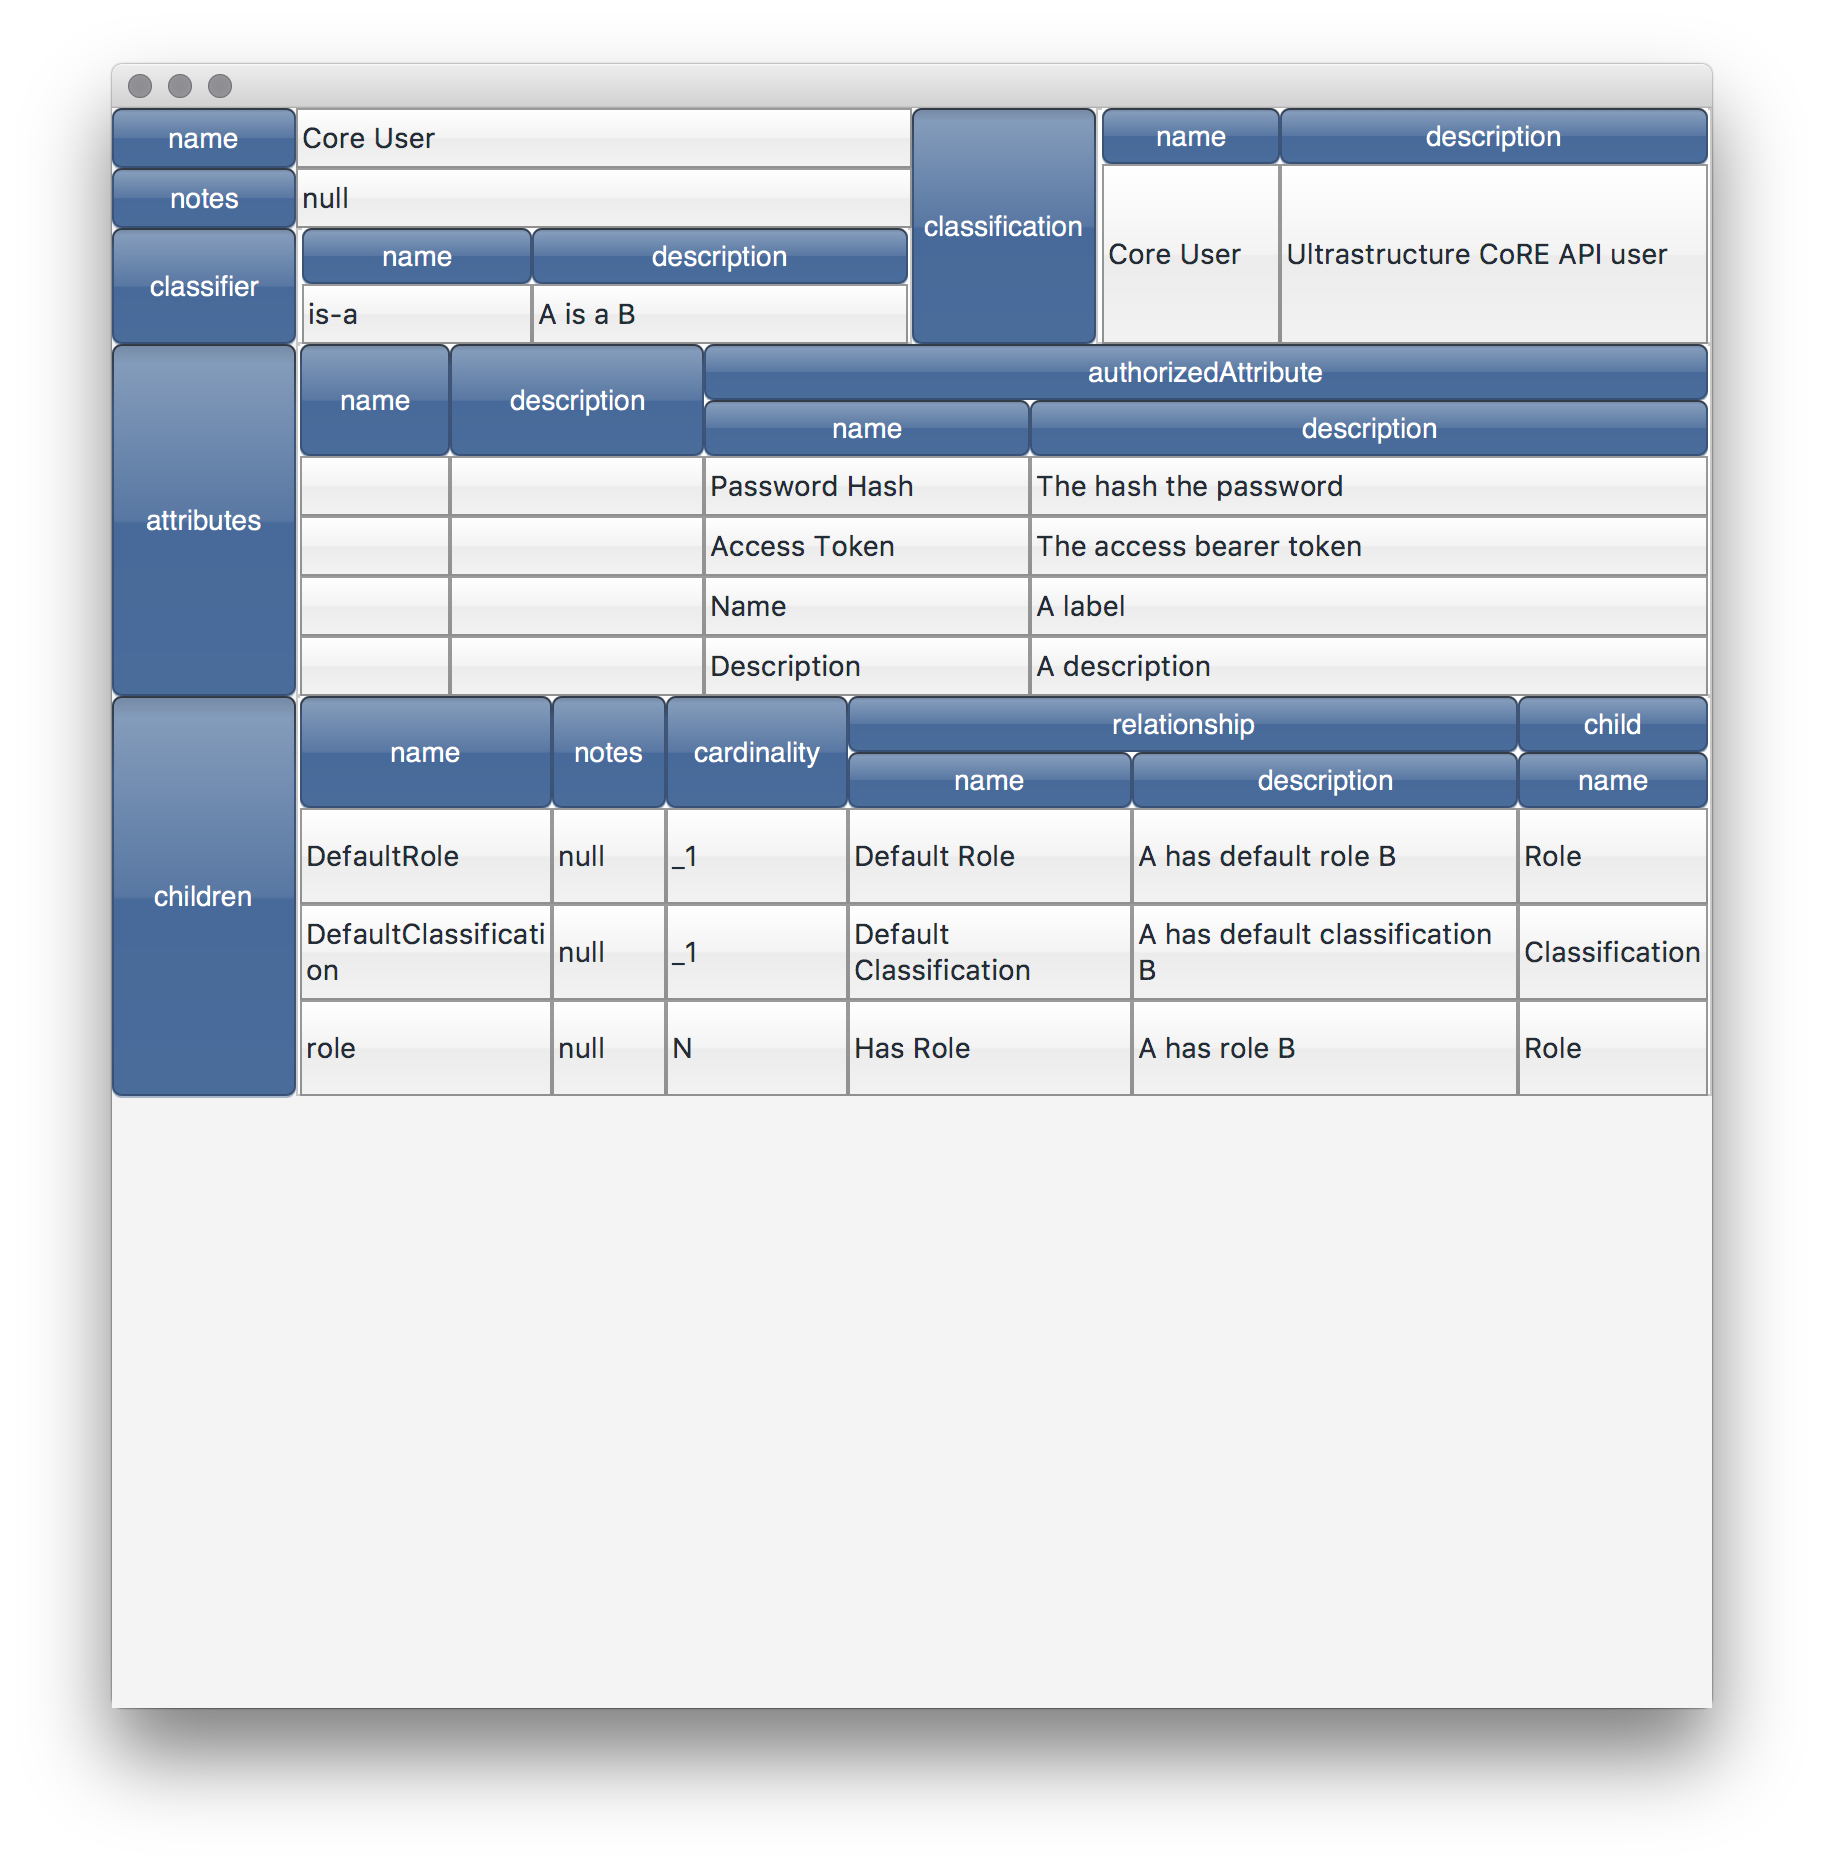 name Core User
notes null
classifier
name description
is-a A is a B
classification
name description
Core User Ultrastructure CoRE API user
attributes
name description authorizedAttribute
name description
Password Hash The hash the password
Access Token The access bearer token
Name A label
Description A description
children
name notes cardinality relationship child
name description name
DefaultRole null _1 Default Role A has default role B Role
DefaultClassificati
on null _1 Default
Classification A has default classification
B Classification
role null N Has Role A has role B Role